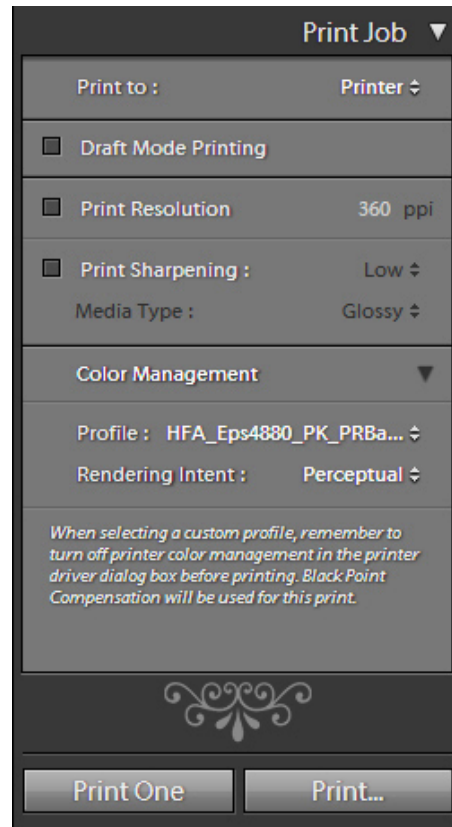 Print Job
Print to : Printer
Draft Mode Printing
Print Resolution 360 ppi
Print Sharpening : Low
Media Type : Glossy
Color Management
Profile : HFA_Eps4880_PK_PRBa...
Rendering Intent : Perceptual
When selecting a custom profile, remember to
turn off printer color management in the printer
driver dialog box before printing. Black Point
Compensation will be used for this print.
Print One Print...